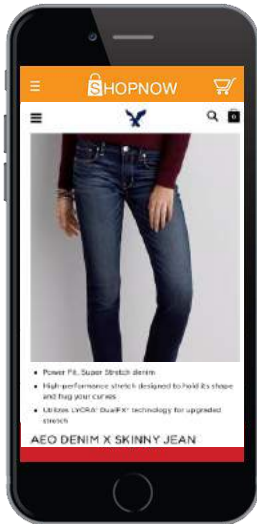 SHOPNOW
0
• Power Fit, Super Stretch denim
• High-performance stretch designed to hold its shape
and hug your curves
• Utilizes LYCRA® DualFX® technology for upgraded
stretch
AEO DENIM X SKINNY JEAN